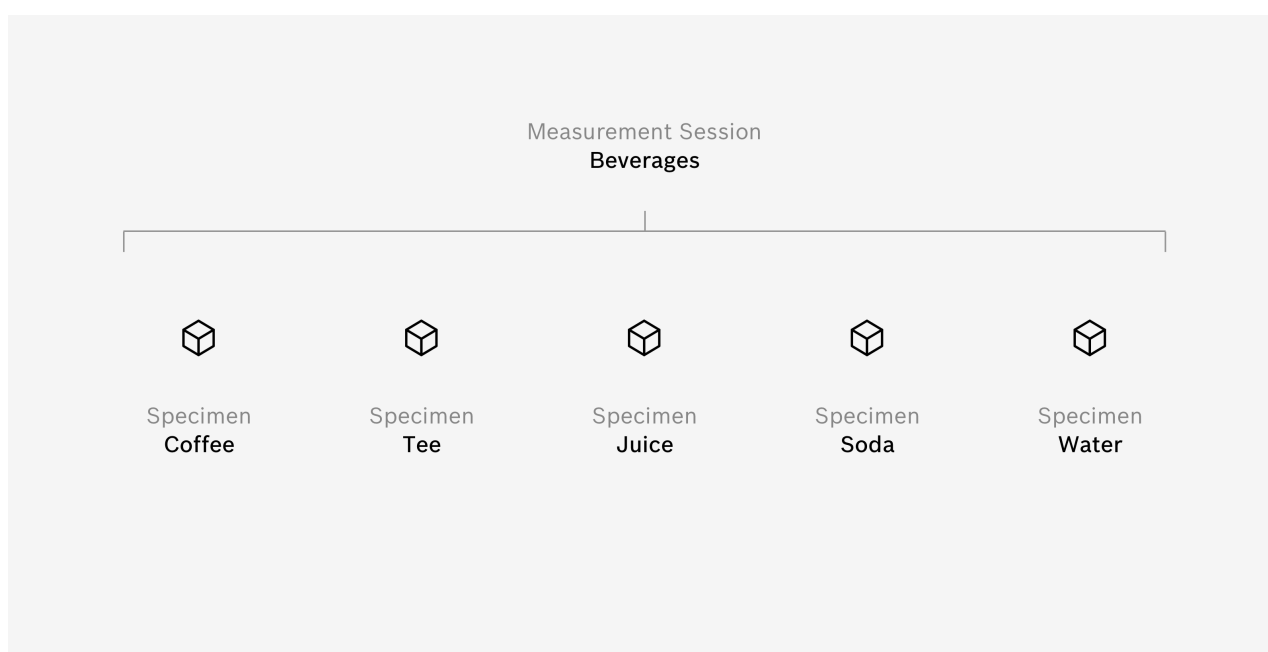 Measurement Session
Beverages
Specimen
Coffee
Specimen
Tee
Specimen
Juice
Specimen
Soda
Specimen
Water